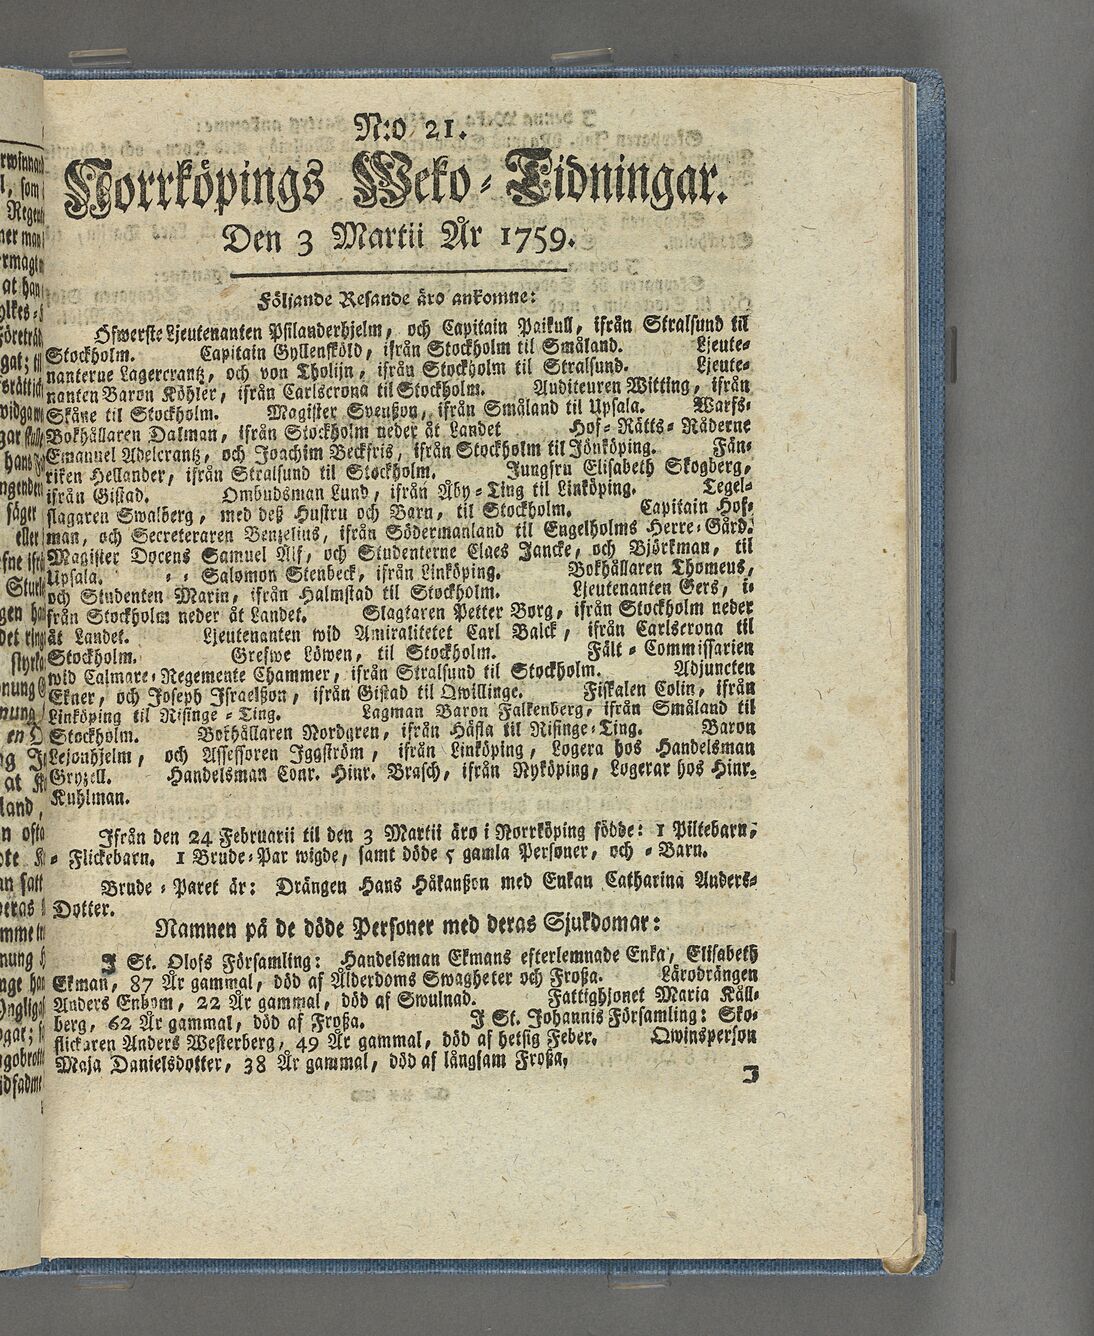 N:o 21.
Norrköpings Weko-Tidningar.
Den 3 Martii År 1759.
Följande Resande äro ankomne:
Öfwerste Ljeutenanten Psilanderhjelm, och Capitain Paikull, ifrån Stralsund til
Stockholm. Capitain Gyllensköld, ifrån Stockholm til Småland. Ljeute-
nanterne Lagercrantz, och von Tholijn, ifrån Stockholm til Stralsund. Ljeute-
nanten Baron Köhler, ifrån Carlscrona til Stockholm. Auditeuren Witting, ifrån
Skåne til Stockholm. Magister Svenßon, ifrån Småland til Upsala. Warfs-
Bokhållaren Dalman, ifrån Stockholm neder åt Landet Hof-Rätts-Råderne
Emanuel Adelcrantz, och Joachim Beckfris, ifrån Stockholm til Jönköping. Fän-
riken Hellander, ifrån Stralsund til Stockholm. Jungfru Elisabeth Skogberg,
ifrån Gistad. Ombudsman Lund, ifrån Åby-Ting til Linköping. Tegel-
slagaren Swalberg, med deß Hustru och Barn, til Stockholm. Capitain Hof-
man, och Secreteraren Benzelius, ifrån Södermanland til Engelholms Herre-Gård.
Magister Docens Samuel Alf, och Studenterne Claes Jancke, och Björkman, til
Upsala. - - Salomon Stenbeck, ifrån Linköping. Bokhållaren Thomeus,
och Studenten Marin, ifrån Halmstad til Stockholm. Ljeutenanten Gers, i-
från Stockholm neder åt Landet. Slagtaren Petter Borg, ifrån Stockholm neder
åt Landet. Ljeutenanten wid Amiralitetet Carl Balck, ifrån Carlscrona til
Stockholm. Grefwe Löwen, til Stockholm. Fält-Commissarien
wid Calmare-Regemente Chammer, ifrån Stralsund til Stockholm. Adjuncten
Ekner, och Joseph Israelßon, ifrån Gistad til Qwillinge. Fiskalen Colin, ifrån
Linköping til Risinge-Ting. Lagman Baron Falkenberg, ifrån Småland til
Stockholm. Bokhållaren Nordgren, ifrån Hästa til Risinge-Ting. Baron
Lejonhjelm, och Assessoren Iggström, ifrån Linköping, Logera hos Handelsman
Gryzell. Handelsman Conr. Hinr. Brasch, ifrån Nyköping, Logerar hos Hinr.
Kuhlman.
Ifrån den 24 Februarii til den 3 Martii äro i Norrköping födde: 1 Piltebarn,
- Flickebarn. 1 Brude-Par wigde, samt döde 5 gamla Personer, och - Barn.
Brude-Paret är: Drängen Hans Håkanßon med Enkan Catharina Anders-
Dotter.
Namnen på de döde Personer med deras Sjukdomar:
I St. Olofs Församling: Handelsman Ekmans efterlemnade Enka, Elisabeth
Ekman, 87 År gammal, död af Ålderdoms Swagheter och Froßa. Lärodrängen
Anders Enbom, 22 År gammal, död af Swulnad. Fattighjonet Maria Käll-
berg, 62 År gammal, död af Froßa. I St. Johannis Församling: Sko-
flickaren Anders Westerberg, 49 År gammal, död af hetsig Feber. Qwinsperson
Maja Danielsdotter, 38 År gammal, död af långsam Froßa.
I